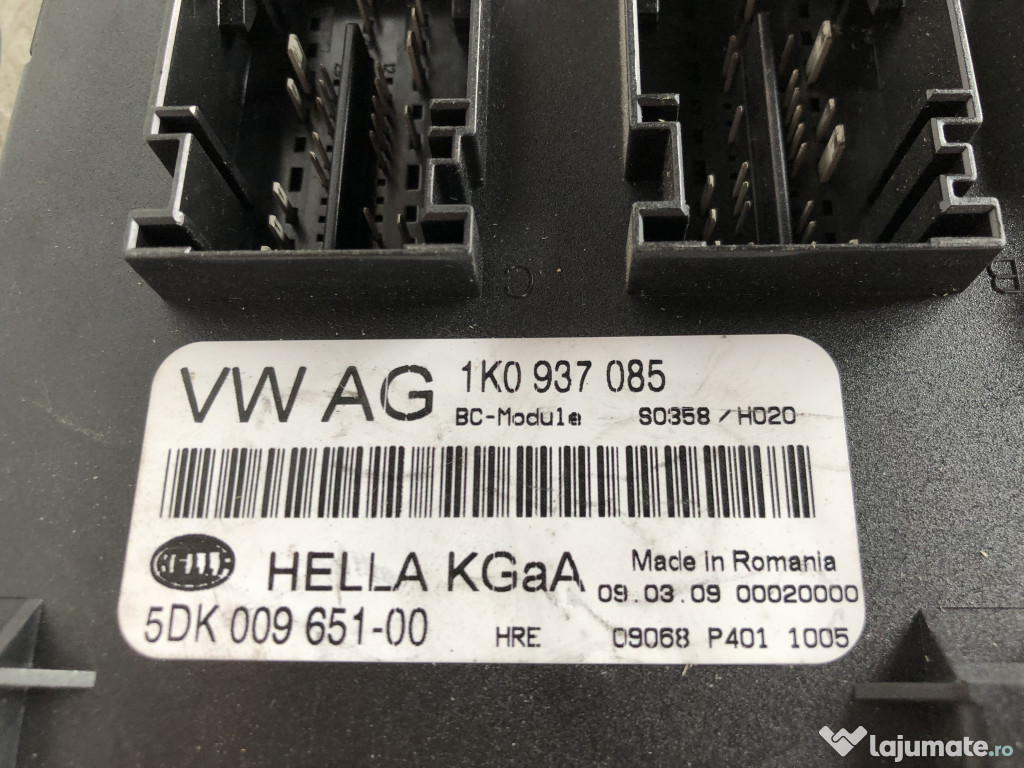 C
B
VW AG 1K0 937 085
BC-Module S0358/H020
HELLA KGaA Made in Romania
09.03.09 00020000
5DK 009 651-00 HRE 09068 P401 1005
lajumate.ro